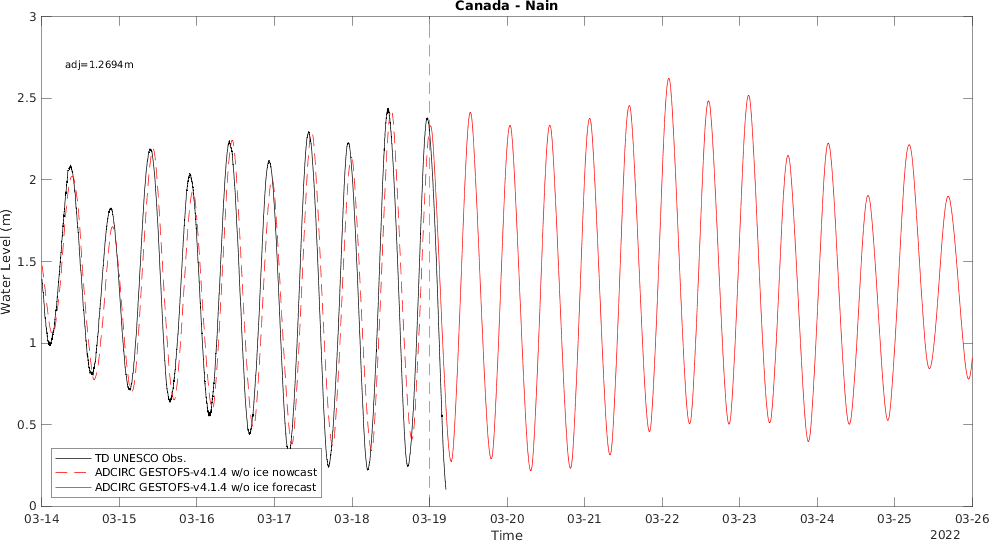 Canada - Nain
3
adj=1.2694m
2.5
2
1.5
Water Level (m)
1
0.5
TD UNESCO Obs.
ADCIRC GESTOFS-v4.1.4 w/o ice nowcast
ADCIRC GESTOFS-v4.1.4 w/o ice forecast
0
03-14 03-15 03-16 03-17 03-18 03-19 03-20 03-21 03-22 03-23 03-24 03-25 03-26
Time
2022